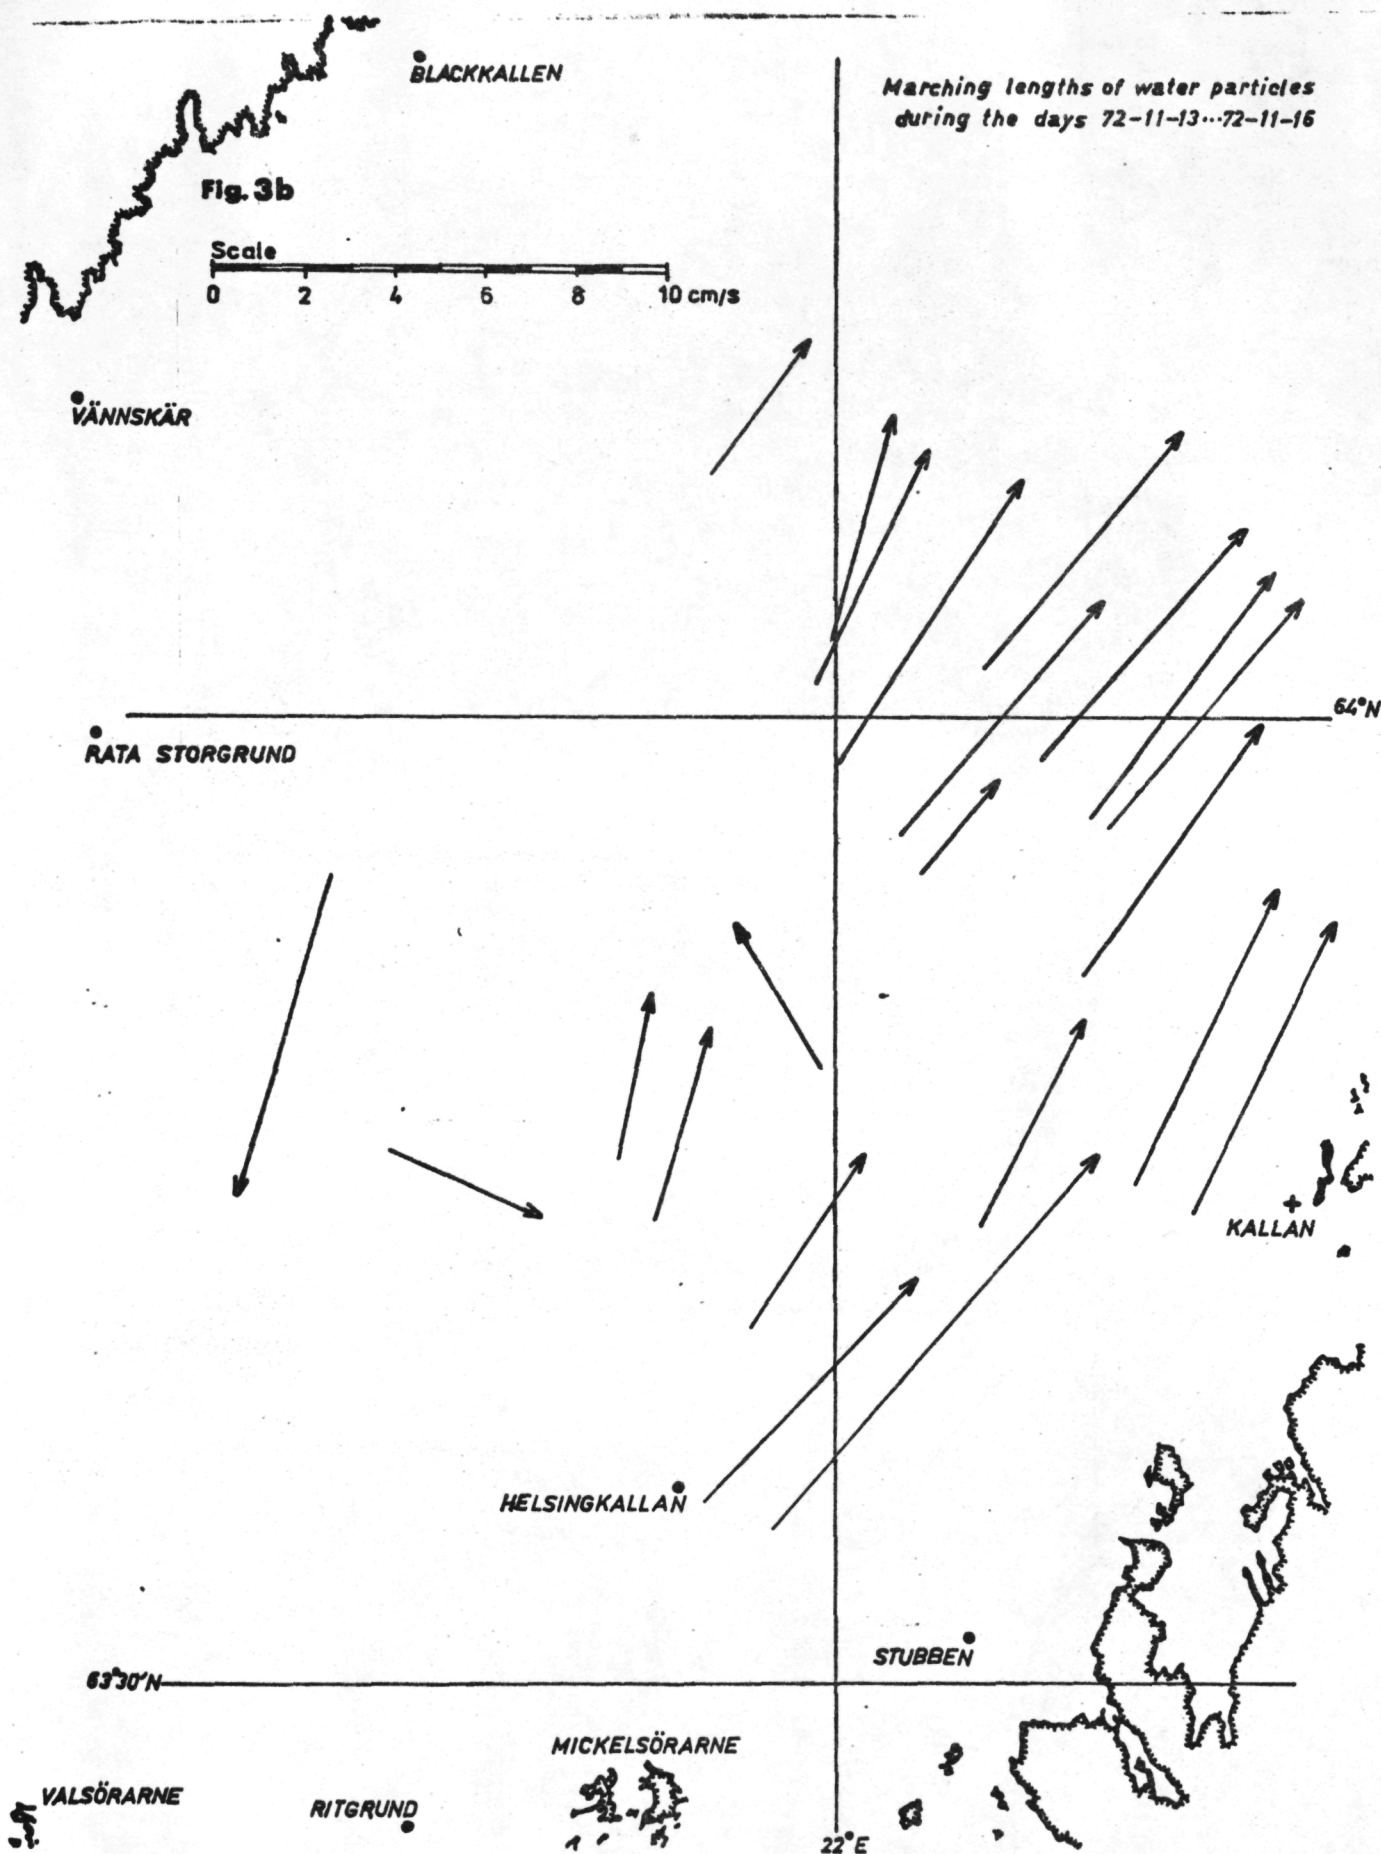 BLACKKALLEN
Marching lengths of water particles
during the days 72-11-13...72-11-16
Fig. 3b
Scale
0 2 4 6 8 10 cm/s
VÄNNSKÄR
64°N
RATA STORGRUND
KALLAN
HELSINGKALLAN
STUBBEN
63°30'N
MICKELSÖRARNE
VALSÖRARNE
RITGRUND
22°E